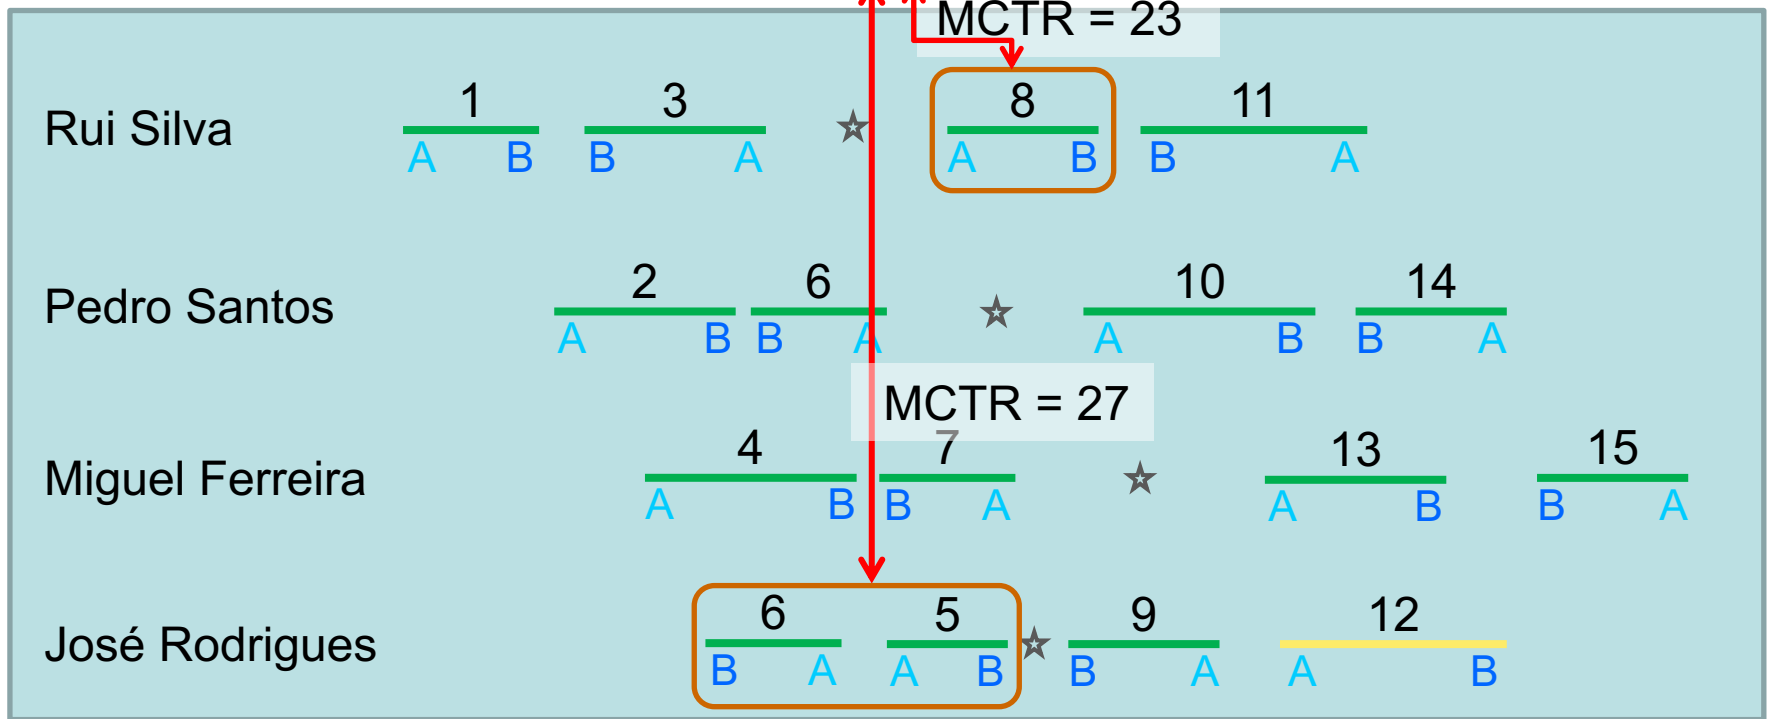 MCTR = 23
1 3 8 11
Rui Silva
A B B A A B B A
2 6 10 14
Pedro Santos
A B B A A B B A
MCTR = 27
4 7 13 15
Miguel Ferreira
A B B A A B B A
6 5 9 12
José Rodrigues
B A A B B A A B